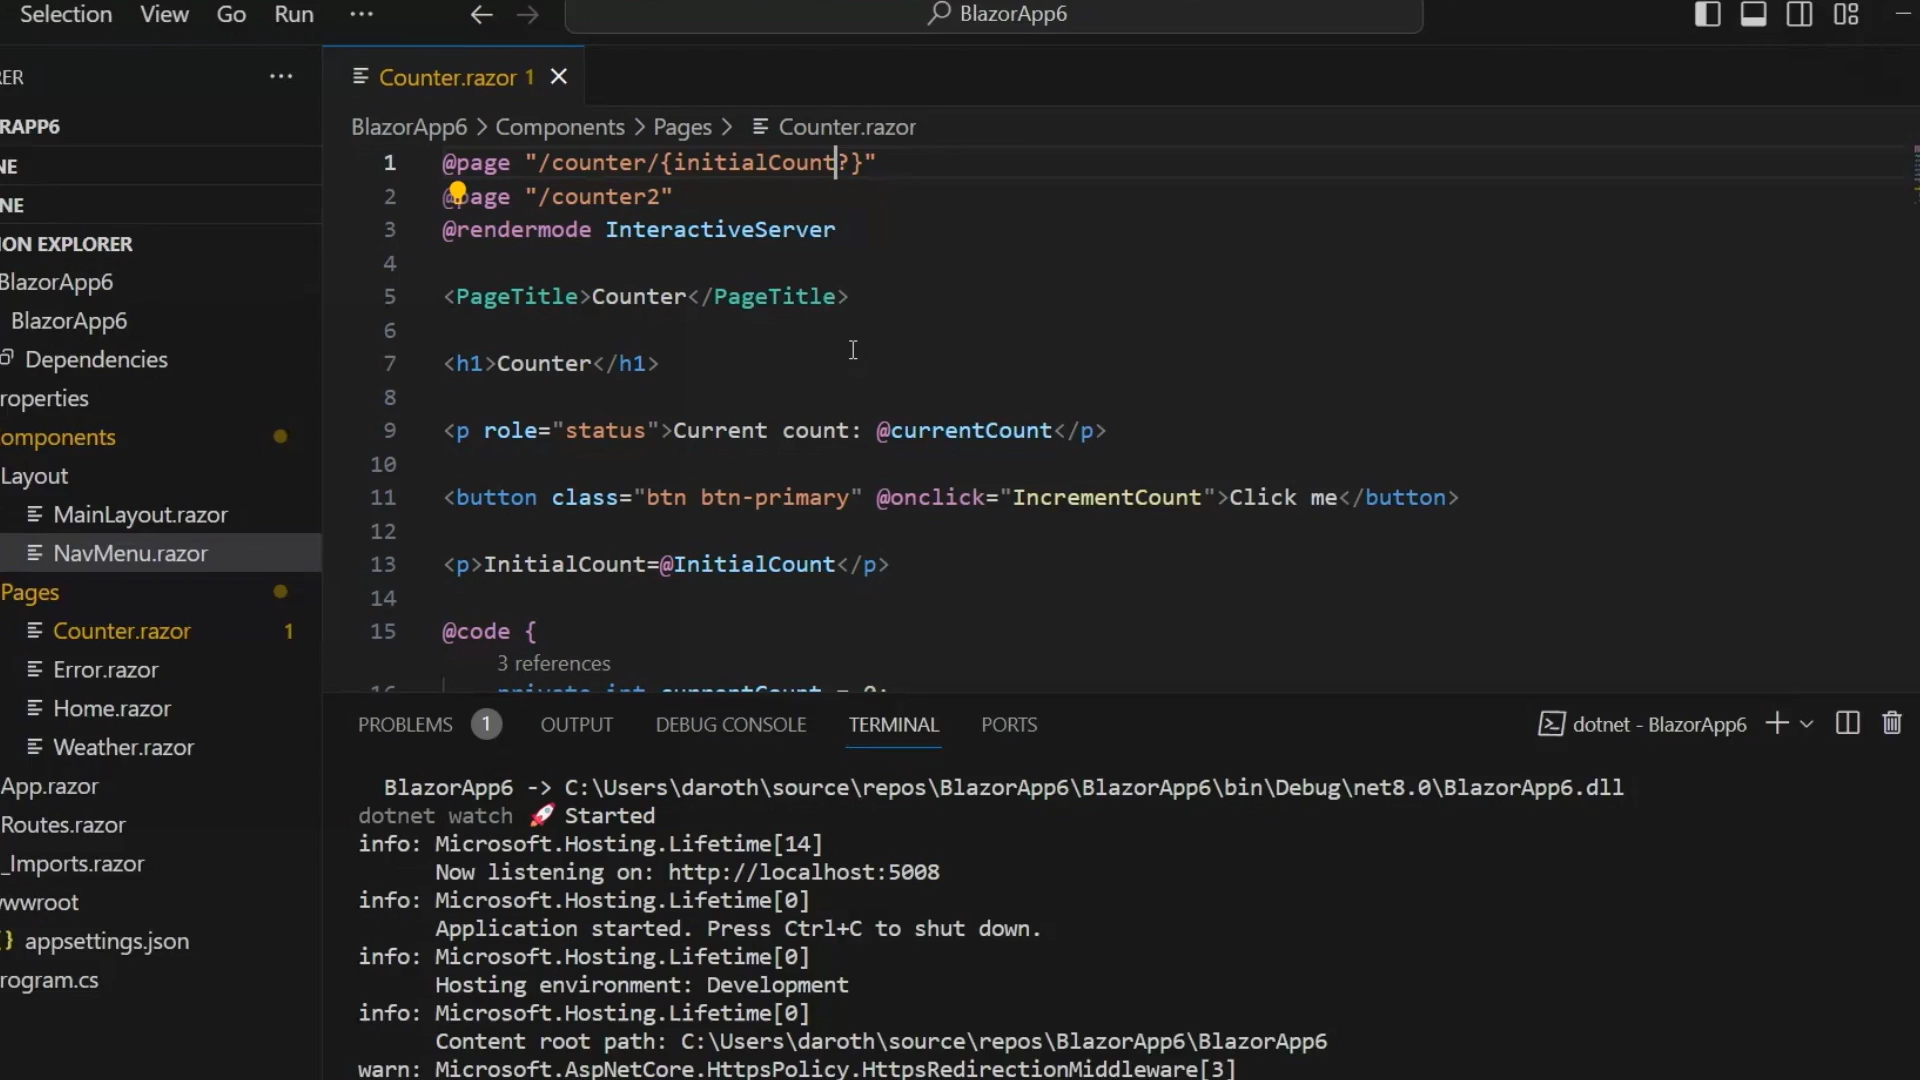 Selection View Go Run ... BlazorApp6
ER ...
RAPP6
NE
NE
ION EXPLORER
BlazorApp6
BlazorApp6
Dependencies
roperties
omponents
Layout
MainLayout.razor
NavMenu.razor
Pages
Counter.razor 1
Error.razor
Home.razor
Weather.razor
App.razor
Routes.razor
_Imports.razor
wwroot
{} appsettings.json
rogram.cs
Counter.razor 1
BlazorApp6 > Components > Pages > Counter.razor
1 @page "/counter/{initialCount?}"
2 @page "/counter2"
3 @rendermode InteractiveServer
4
5 <PageTitle>Counter</PageTitle>
6
7 <h1>Counter</h1>
8
9 <p role="status">Current count: @currentCount</p>
10
11 <button class="btn btn-primary" @onclick="IncrementCount">Click me</button>
12
13 <p>InitialCount=@InitialCount</p>
14
15 @code {
3 references
16 private int currentCount = 0;
PROBLEMS 1 OUTPUT DEBUG CONSOLE TERMINAL PORTS dotnet - BlazorApp6
BlazorApp6 -> C:\Users\daroth\source\repos\BlazorApp6\BlazorApp6\bin\Debug\net8.0\BlazorApp6.dll
dotnet watch 🚀 Started
info: Microsoft.Hosting.Lifetime[14]
Now listening on: http://localhost:5008
info: Microsoft.Hosting.Lifetime[0]
Application started. Press Ctrl+C to shut down.
info: Microsoft.Hosting.Lifetime[0]
Hosting environment: Development
info: Microsoft.Hosting.Lifetime[0]
Content root path: C:\Users\daroth\source\repos\BlazorApp6\BlazorApp6
warn: Microsoft.AspNetCore.HttpsPolicy.HttpsRedirectionMiddleware[3]